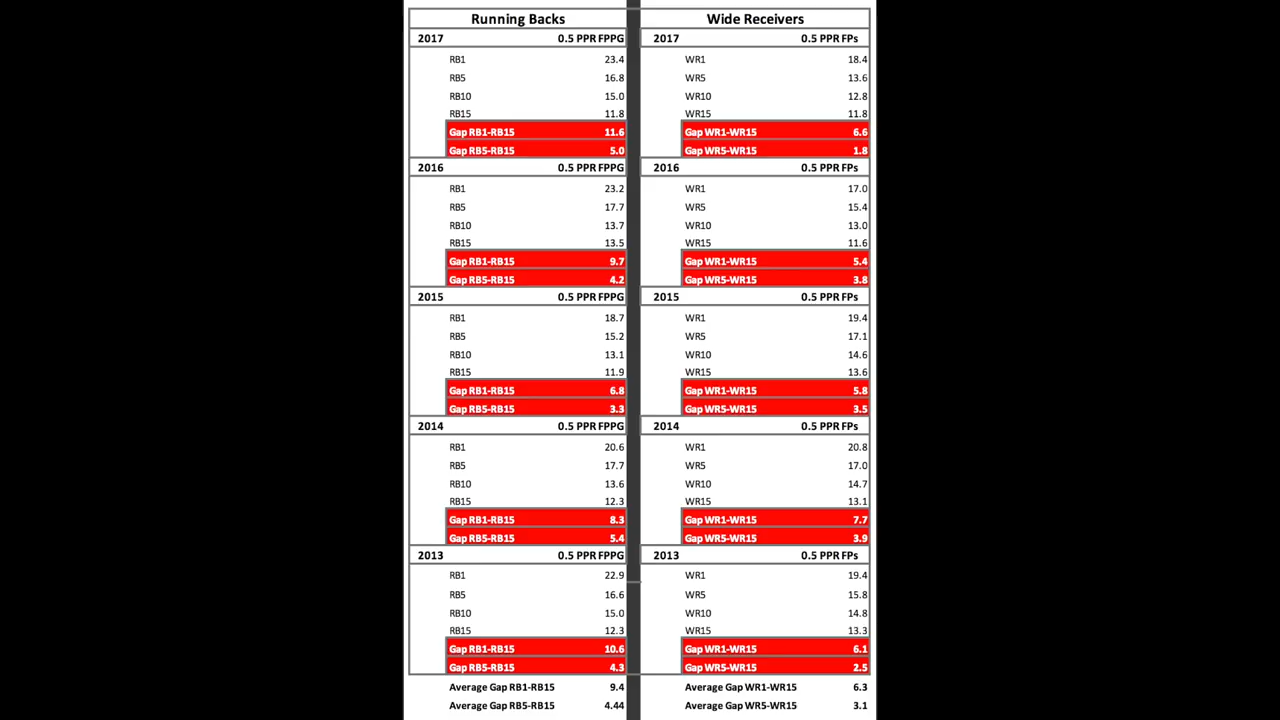 Running Backs Wide Receivers
2017 0.5 PPR FPPG 2017 0.5 PPR FPs
RB1 23.4 WR1 18.4
RB5 16.8 WR5 13.6
RB10 15.0 WR10 12.8
RB15 11.8 WR15 11.8
Gap RB1-RB15 11.6 Gap WR1-WR15 6.6
Gap RB5-RB15 5.0 Gap WR5-WR15 1.8
2016 0.5 PPR FPPG 2016 0.5 PPR FPs
RB1 23.2 WR1 17.0
RB5 17.7 WR5 15.4
RB10 13.7 WR10 13.0
RB15 13.5 WR15 11.6
Gap RB1-RB15 9.7 Gap WR1-WR15 5.4
Gap RB5-RB15 4.2 Gap WR5-WR15 3.8
2015 0.5 PPR FPPG 2015 0.5 PPR FPs
RB1 18.7 WR1 19.4
RB5 15.2 WR5 17.1
RB10 13.1 WR10 14.6
RB15 11.9 WR15 13.6
Gap RB1-RB15 6.8 Gap WR1-WR15 5.8
Gap RB5-RB15 3.3 Gap WR5-WR15 3.5
2014 0.5 PPR FPPG 2014 0.5 PPR FPs
RB1 20.6 WR1 20.8
RB5 17.7 WR5 17.0
RB10 13.6 WR10 14.7
RB15 12.3 WR15 13.1
Gap RB1-RB15 8.3 Gap WR1-WR15 7.7
Gap RB5-RB15 5.4 Gap WR5-WR15 3.9
2013 0.5 PPR FPPG 2013 0.5 PPR FPs
RB1 22.9 WR1 19.4
RB5 16.6 WR5 15.8
RB10 15.0 WR10 14.8
RB15 12.3 WR15 13.3
Gap RB1-RB15 10.6 Gap WR1-WR15 6.1
Gap RB5-RB15 4.3 Gap WR5-WR15 2.5
Average Gap RB1-RB15 9.4 Average Gap WR1-WR15 6.3
Average Gap RB5-RB15 4.44 Average Gap WR5-WR15 3.1